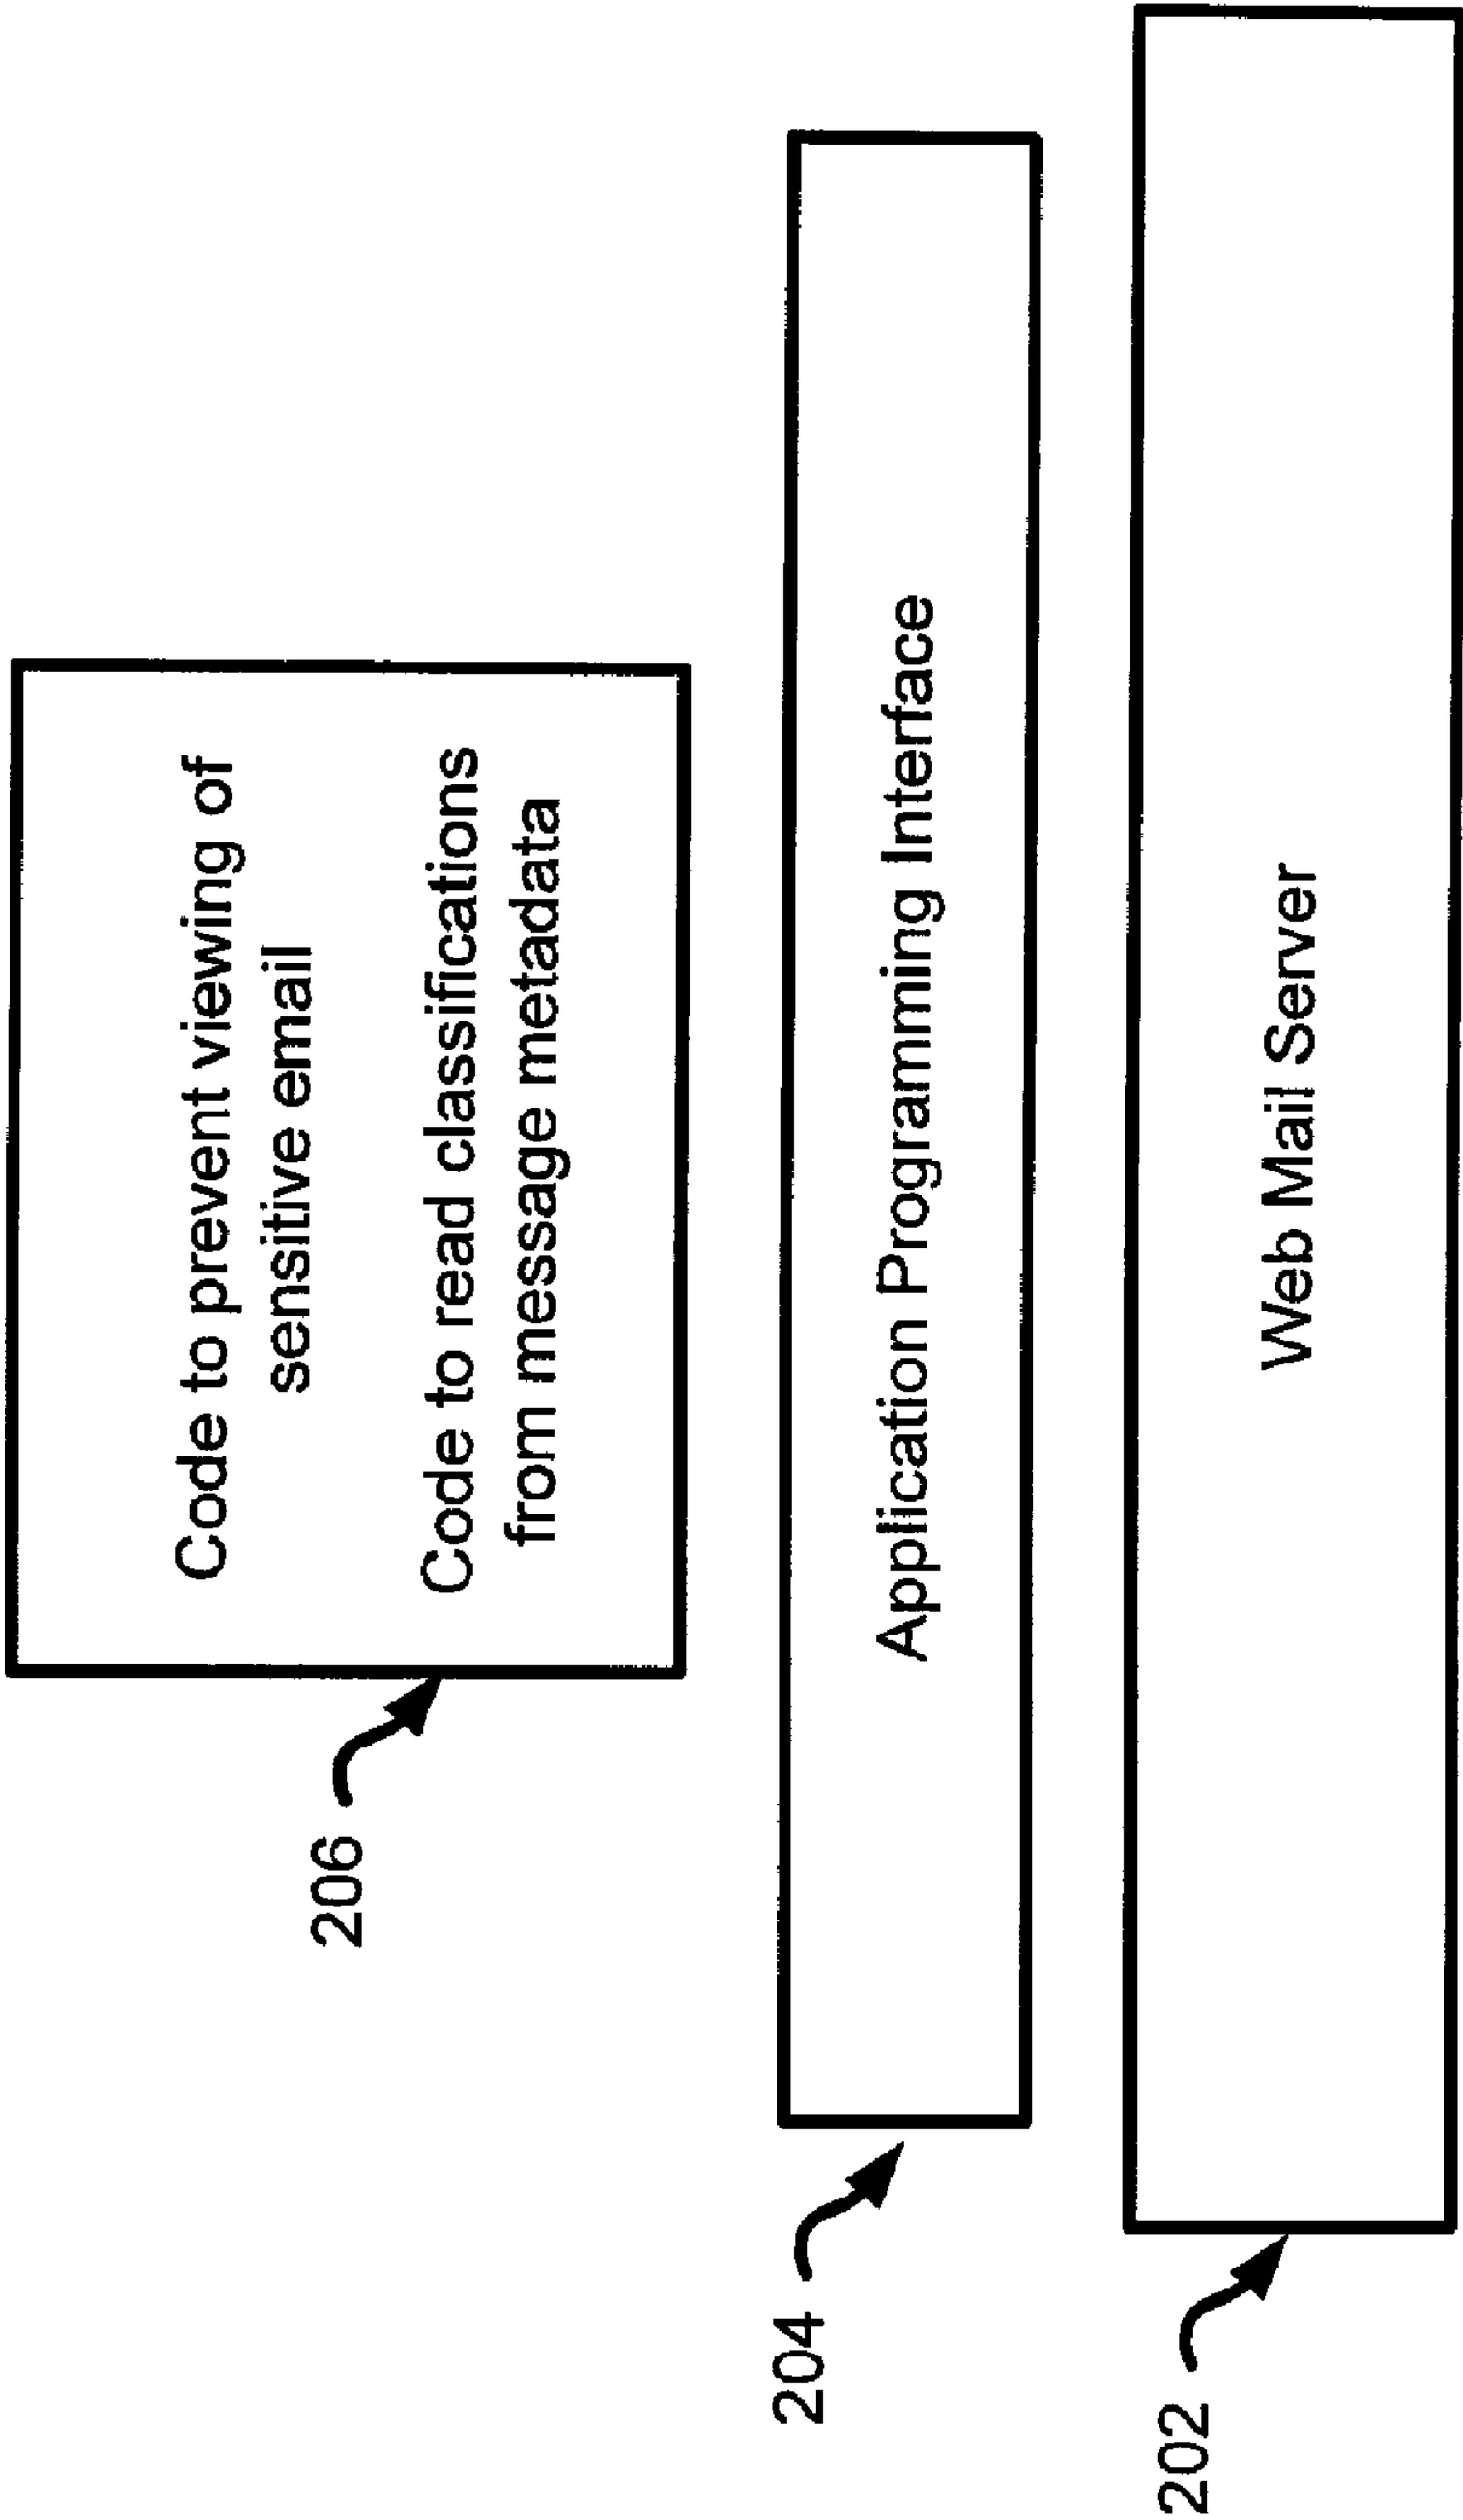 Code to prevent viewing of
sensitive email
Code to read classifications
from message metadata
206
Application Programming Interface
204
Web Mail Server
202